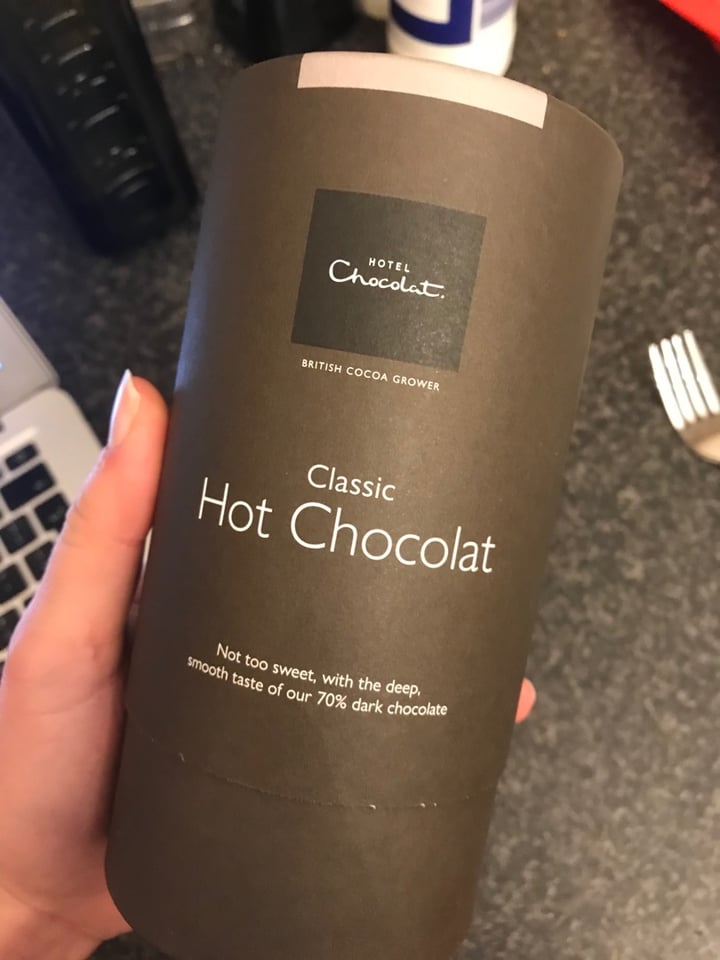 HOTEL
Chocolat.
BRITISH COCOA GROWER
Classic
Hot Chocolat
Not too sweet, with the deep,
smooth taste of our 70% dark chocolate